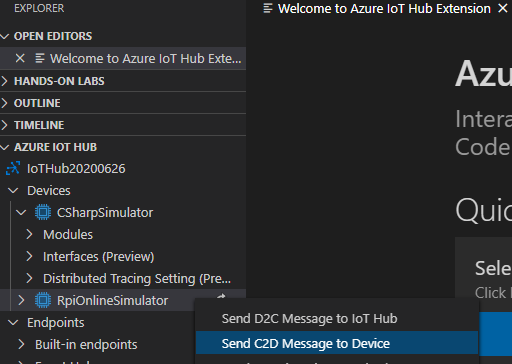 EXPLORER
OPEN EDITORS
Welcome to Azure IoT Hub Exte...
HANDS-ON LABS
OUTLINE
TIMELINE
AZURE IOT HUB
IoTHub20200626
Devices
CSharpSimulator
Modules
Interfaces (Preview)
Distributed Tracing Setting (Pre...
RpiOnlineSimulator
Endpoints
Built-in endpoints
Welcome to Azure IoT Hub Extension
Azu
Intera
Code
Quic
Sele
Click
Send D2C Message to IoT Hub
Send C2D Message to Device